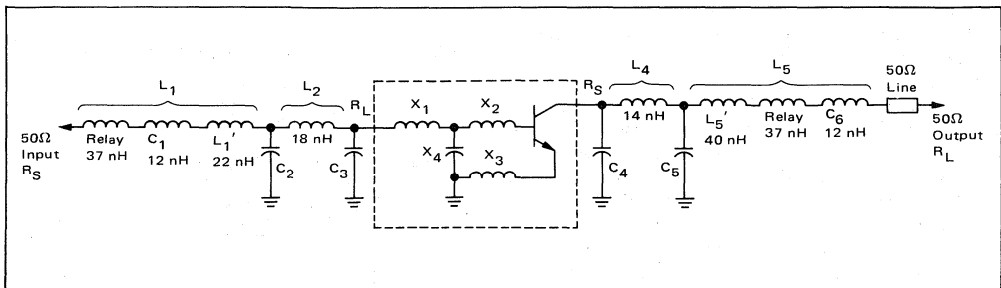 L1
L2
L4
L5
50Ω
Line
RL
X1
X2
RS
50Ω
Input
RS
Relay
37 nH
C1
12 nH
L1'
22 nH
18 nH
C2
C3
X4
X3
C4
14 nH
C5
L5'
40 nH
Relay
37 nH
C6
12 nH
50Ω
Output
RL